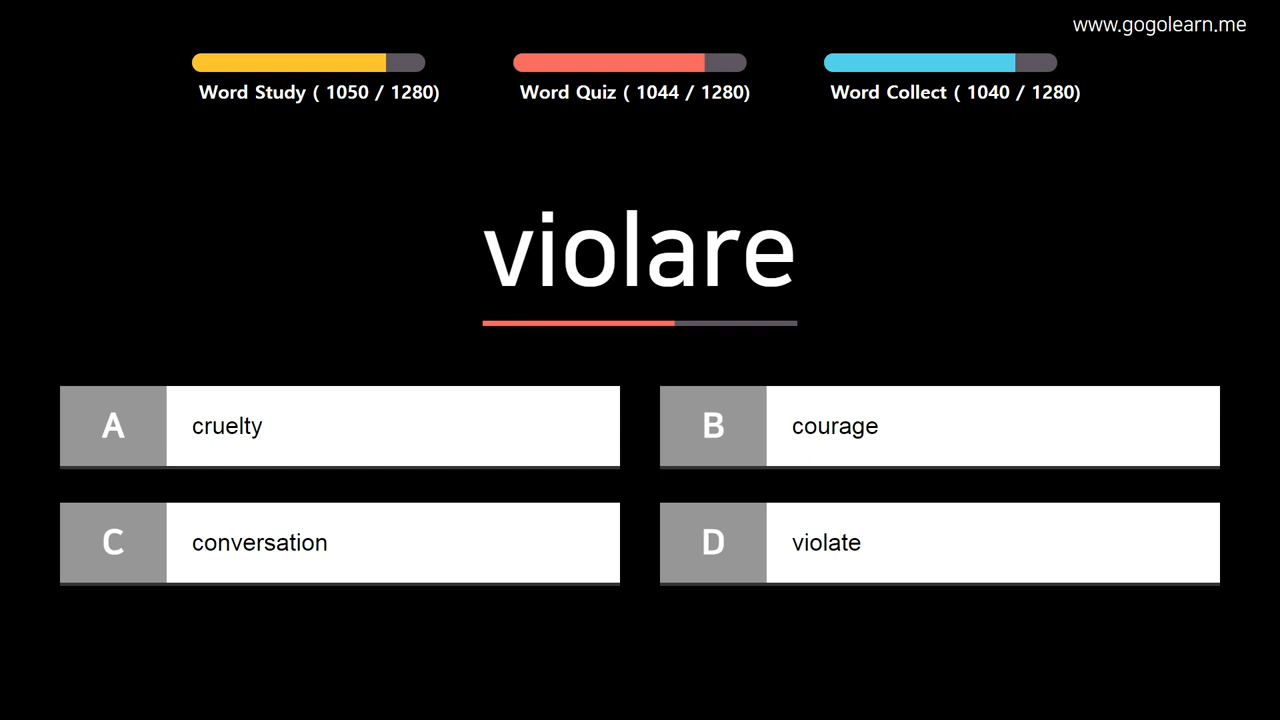 www.gogolearn.me
Word Study ( 1050 / 1280)
Word Quiz ( 1044 / 1280)
Word Collect ( 1040 / 1280)
violare
A cruelty
B courage
C conversation
D violate